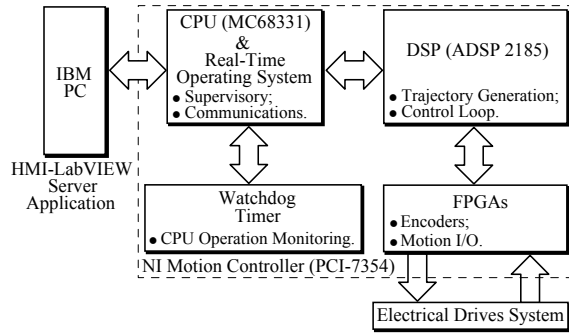 IBM
PC
HMI-LabVIEW
Server
Application
CPU (MC68331)
&
Real-Time
Operating System
● Supervisory;
● Communications.
DSP (ADSP 2185)
● Trajectory Generation;
● Control Loop.
Watchdog
Timer
● CPU Operation Monitoring.
FPGAs
● Encoders;
● Motion I/O.
NI Motion Controller (PCI-7354)
Electrical Drives System